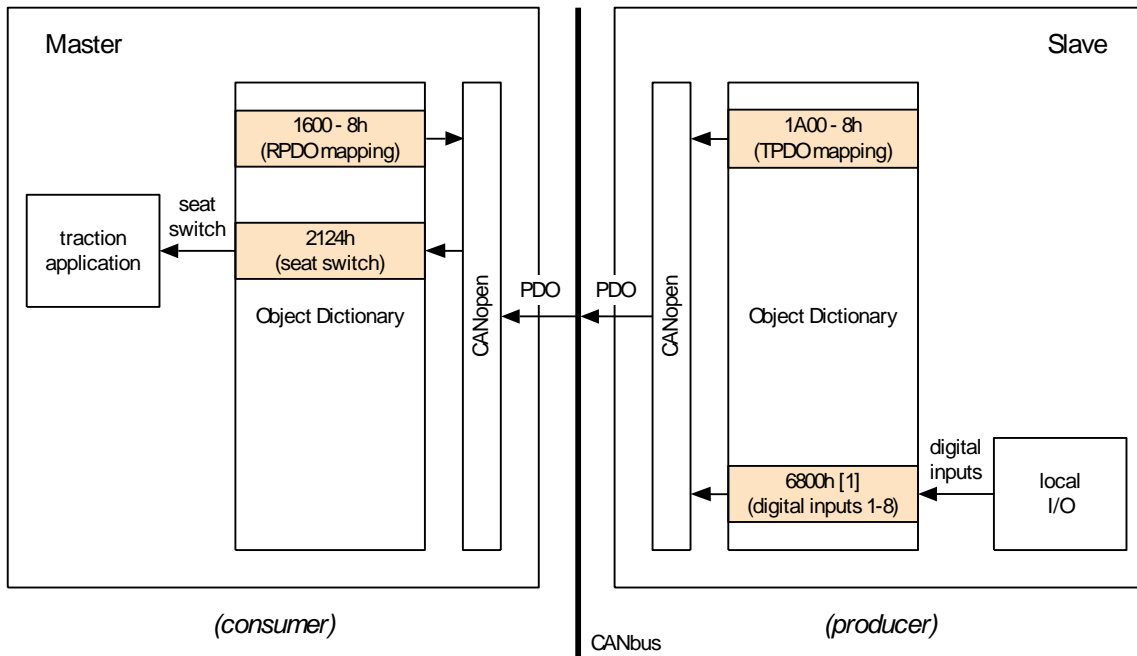 Master
Slave
1600 - 8h
(RPDO mapping)
1A00 - 8h
(TPDO mapping)
seat
switch
traction
application
2124h
(seat switch)
PDO
PDO
Object Dictionary
CANopen
CANopen
Object Dictionary
digital
inputs
6800h [1]
(digital inputs 1-8)
local
I/O
(consumer)
(producer)
CANbus